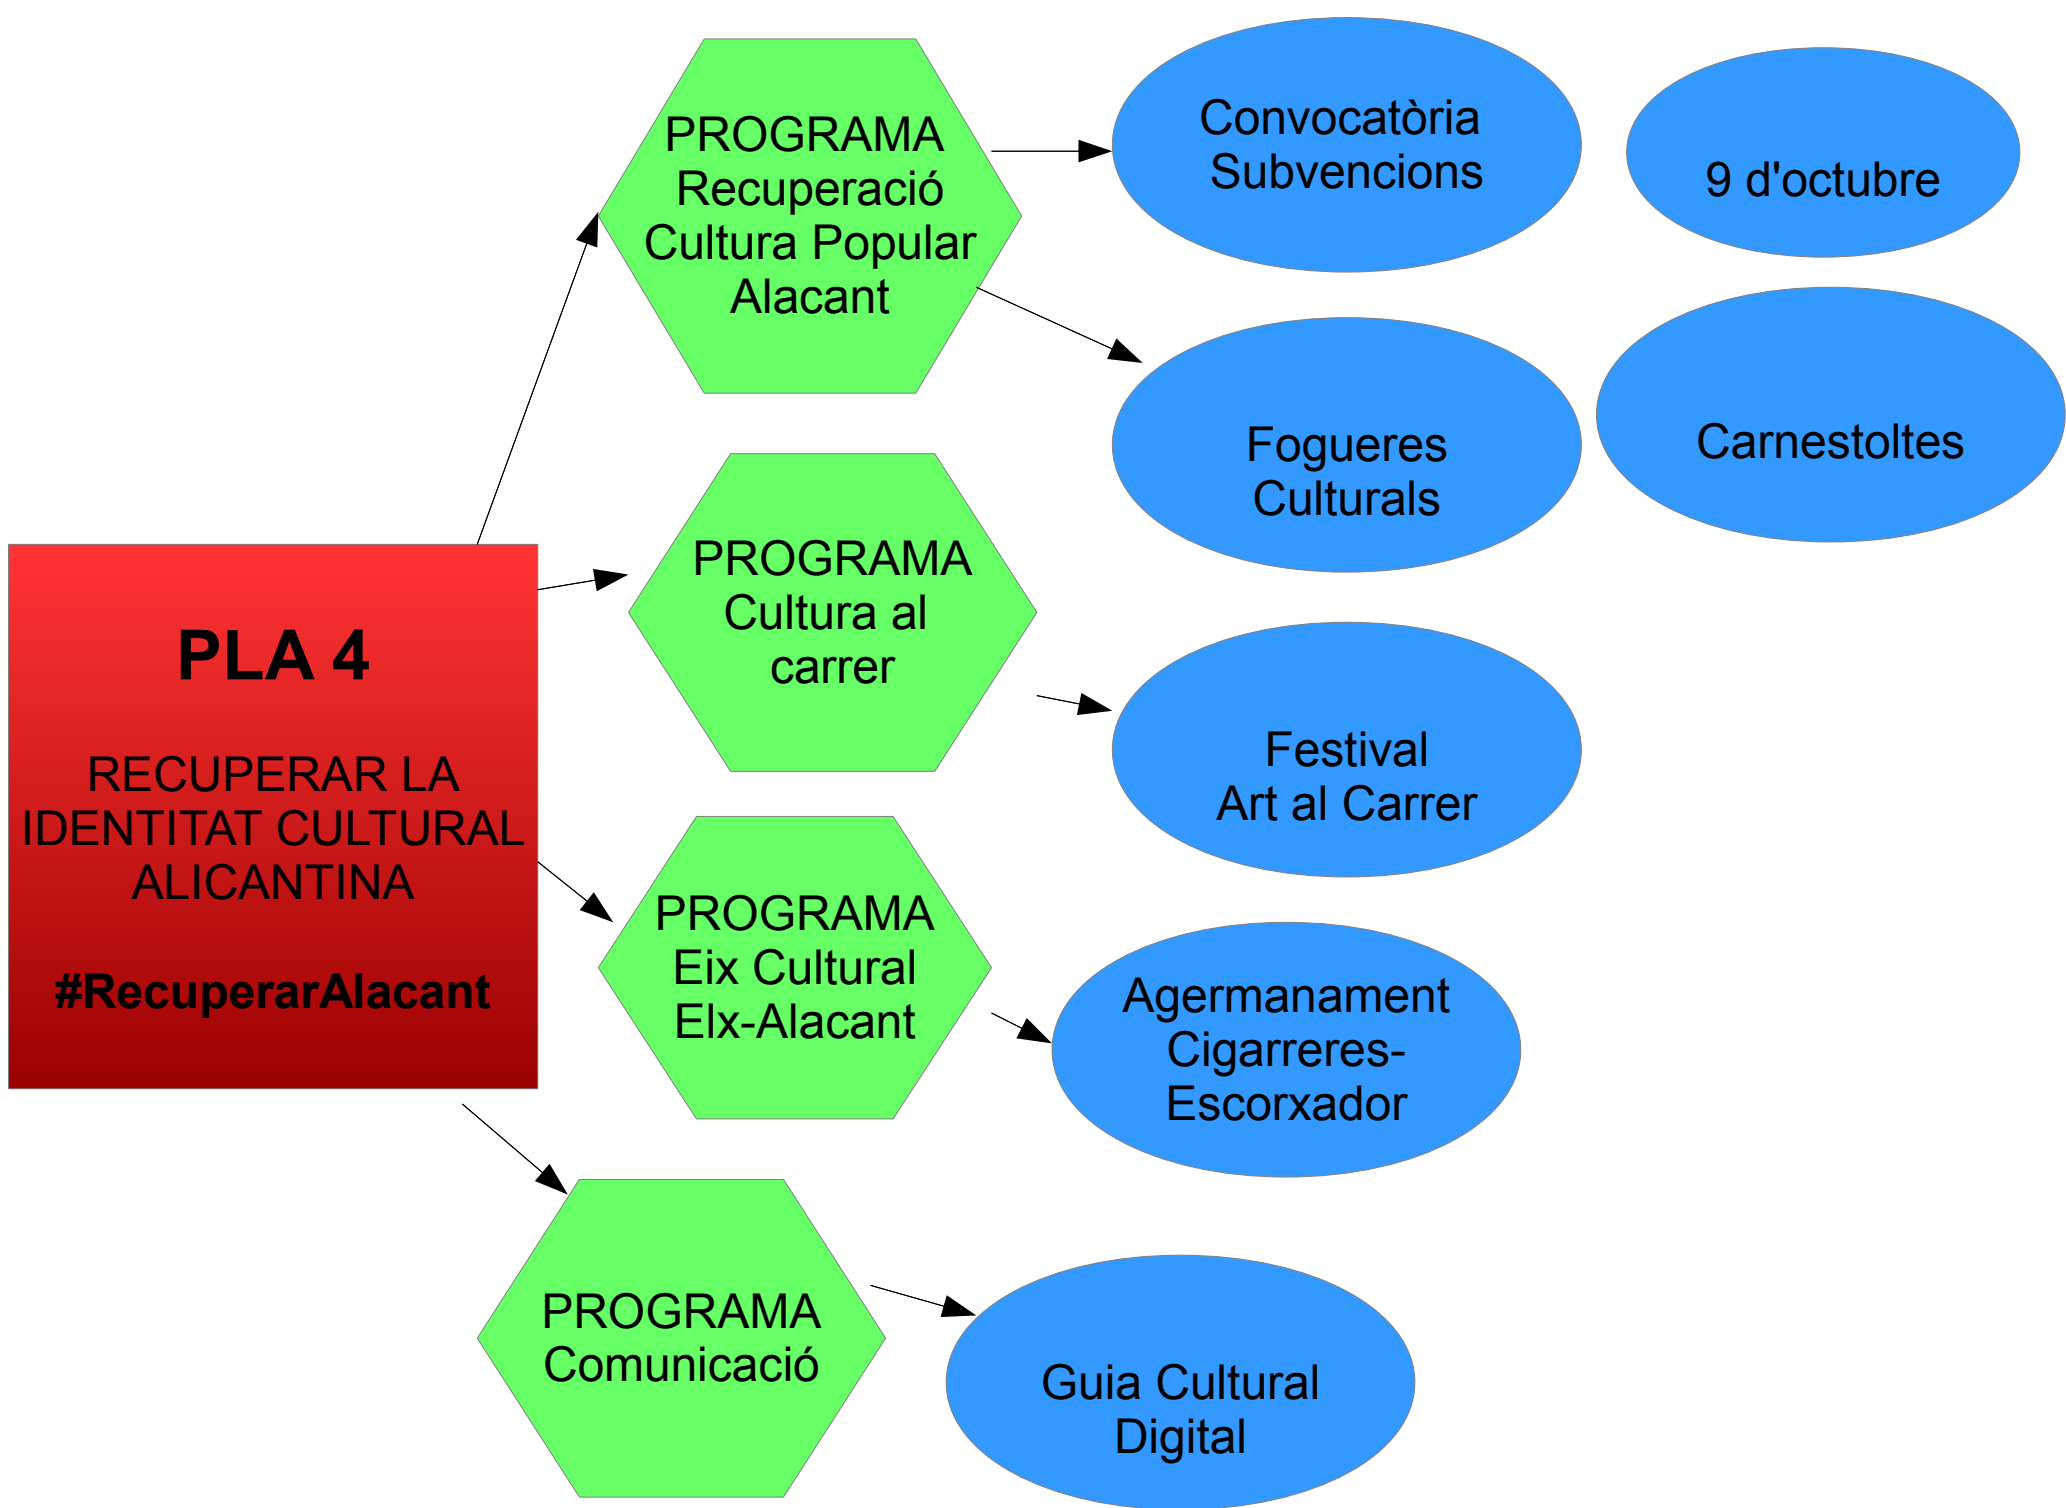 PLA 4
RECUPERAR LA
IDENTITAT CULTURAL
ALICANTINA
#RecuperarAlacant
PROGRAMA
Recuperació
Cultura Popular
Alacant
Convocatòria
Subvencions
9 d'octubre
Fogueres
Culturals
Carnestoltes
PROGRAMA
Cultura al
carrer
Festival
Art al Carrer
PROGRAMA
Eix Cultural
Elx-Alacant
Agermanament
Cigarreres-
Escorxador
PROGRAMA
Comunicació
Guia Cultural
Digital